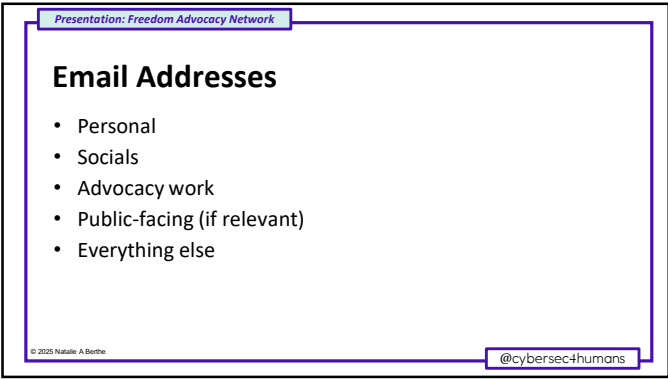 Presentation: Freedom Advocacy Network
Email Addresses
• Personal
• Socials
• Advocacy work
• Public-facing (if relevant)
• Everything else
© 2025 Natalie A Berthe
@cybersec4humans